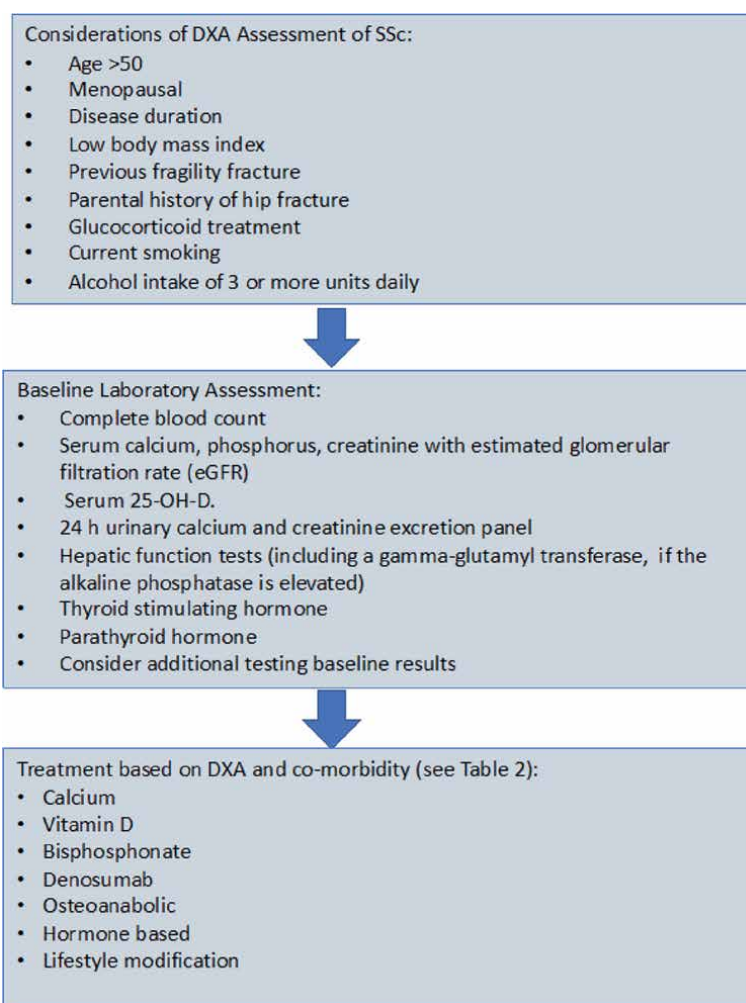 Considerations of DXA Assessment of SSc:
• Age >50
• Menopausal
• Disease duration
• Low body mass index
• Previous fragility fracture
• Parental history of hip fracture
• Glucocorticoid treatment
• Current smoking
• Alcohol intake of 3 or more units daily
Baseline Laboratory Assessment:
• Complete blood count
• Serum calcium, phosphorus, creatinine with estimated glomerular
filtration rate (eGFR)
• Serum 25-OH-D.
• 24 h urinary calcium and creatinine excretion panel
• Hepatic function tests (including a gamma-glutamyl transferase, if the
alkaline phosphatase is elevated)
• Thyroid stimulating hormone
• Parathyroid hormone
• Consider additional testing baseline results
Treatment based on DXA and co-morbidity (see Table 2):
• Calcium
• Vitamin D
• Bisphosphonate
• Denosumab
• Osteoanabolic
• Hormone based
• Lifestyle modification